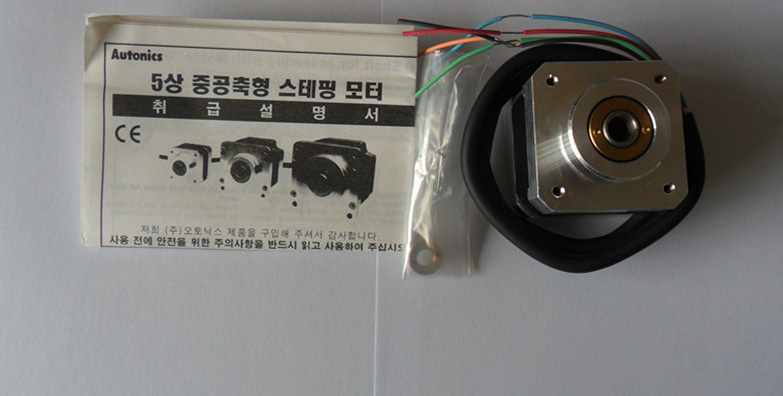 Autonics
5상 중공축형 스테핑 모터
취 급 설 명 서
CE
저희 (주)오토닉스 제품을 구입해 주셔서 감사합니다.
사용 전에 안전을 위한 주의사항을 반드시 읽고 사용하여 주십시오